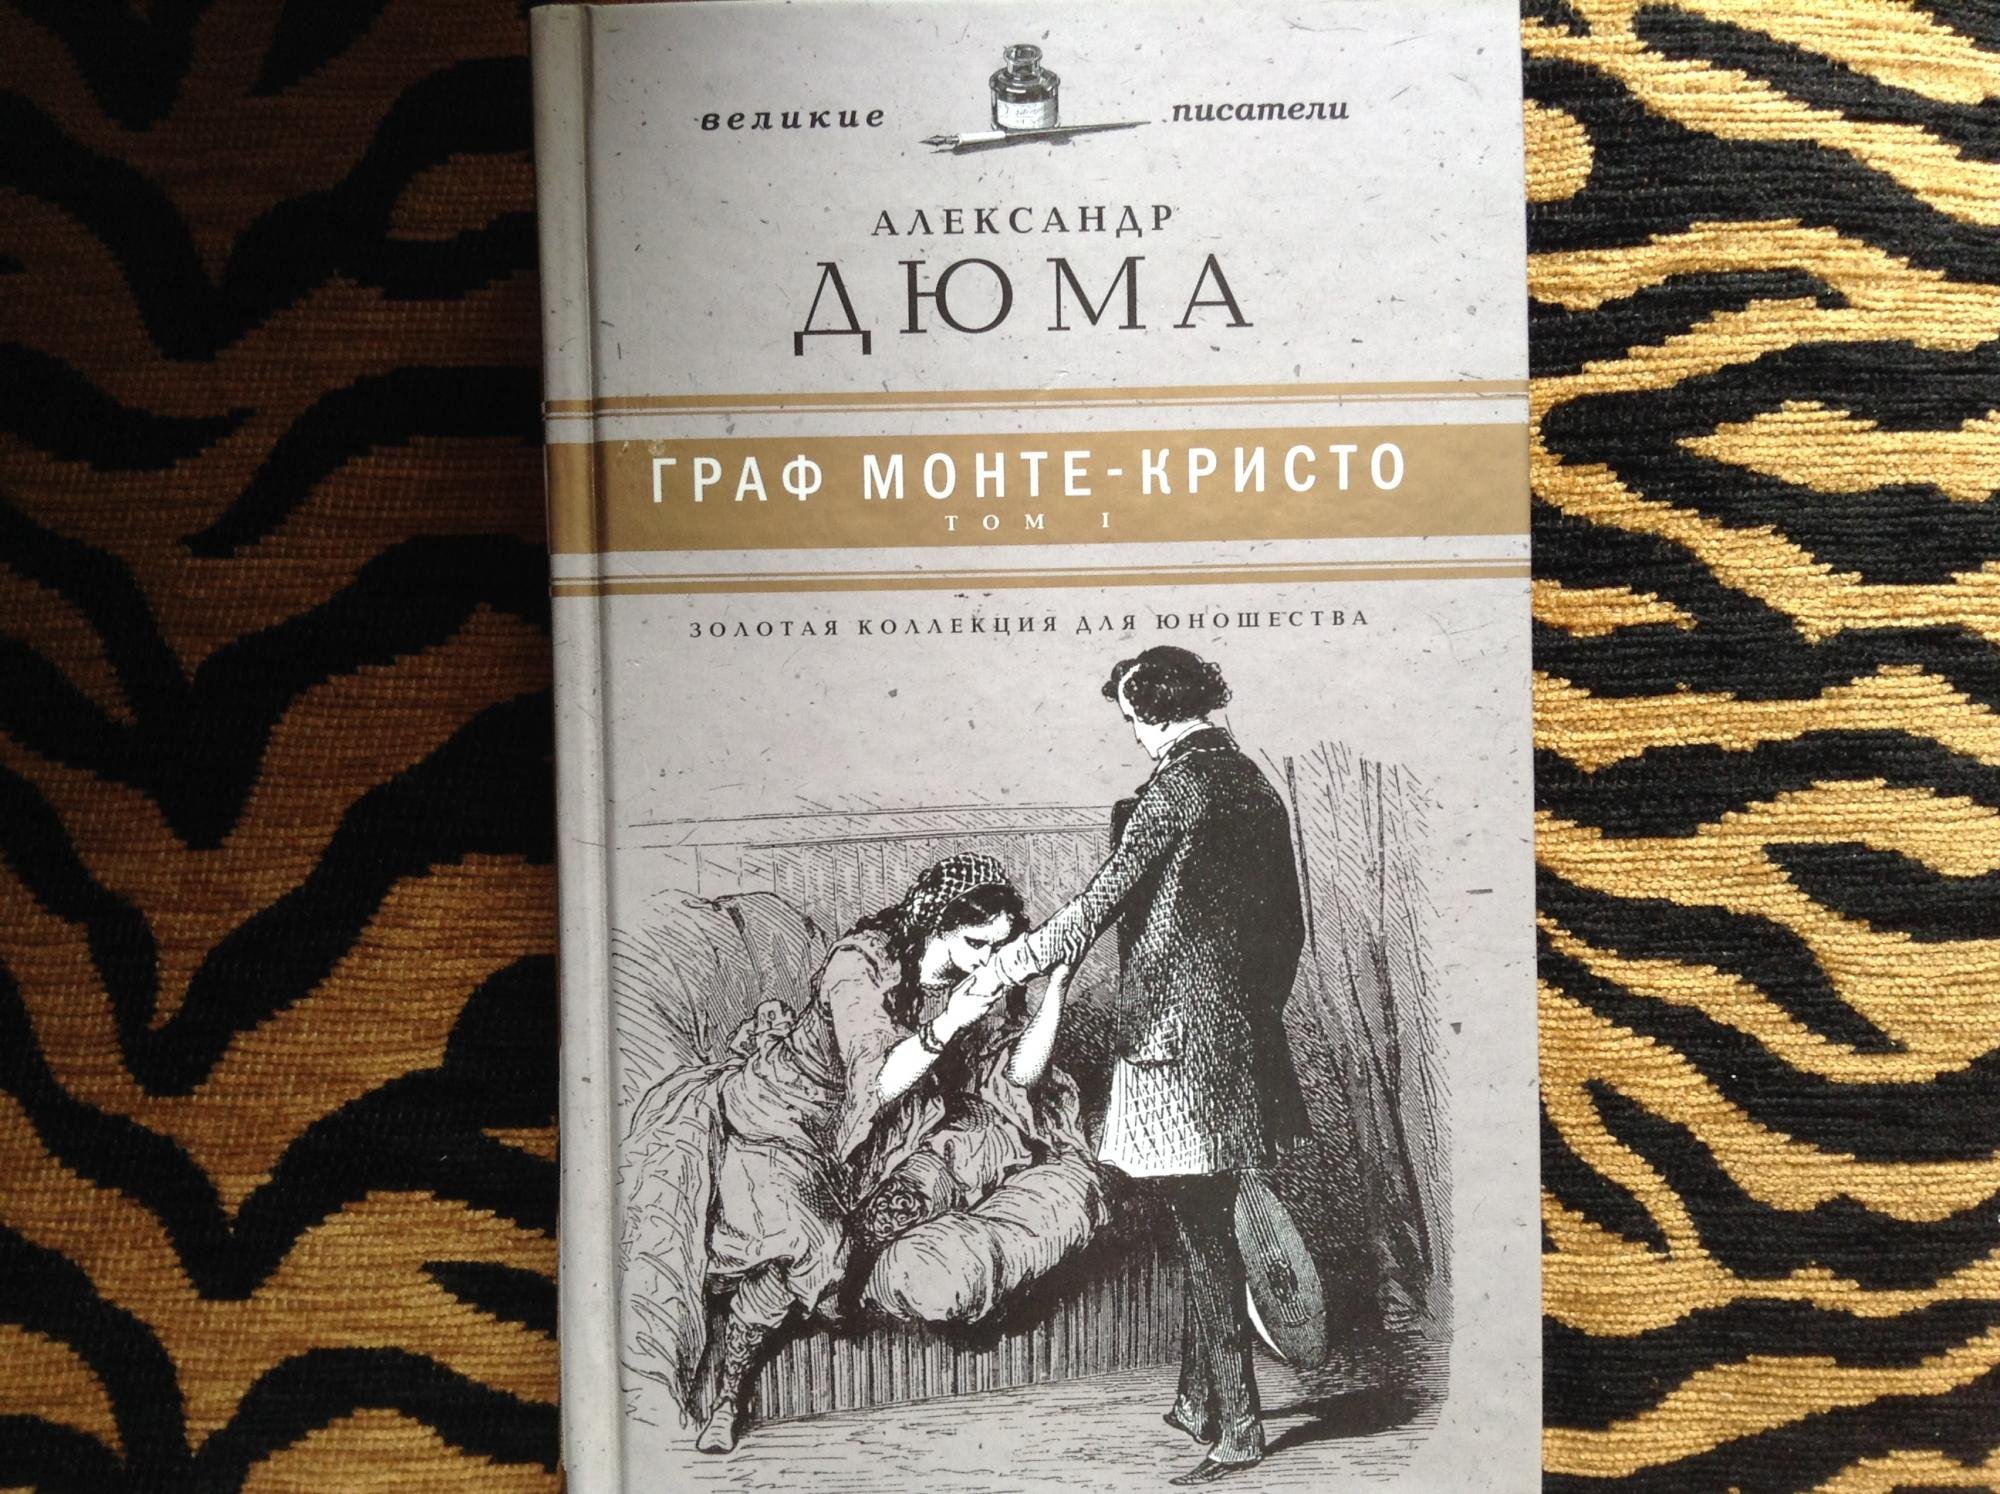 великие писатели
АЛЕКСАНДР
ДЮМА
ГРАФ МОНТЕ-КРИСТО
ТОМ I
ЗОЛОТАЯ КОЛЛЕКЦИЯ ДЛЯ ЮНОШЕСТВА